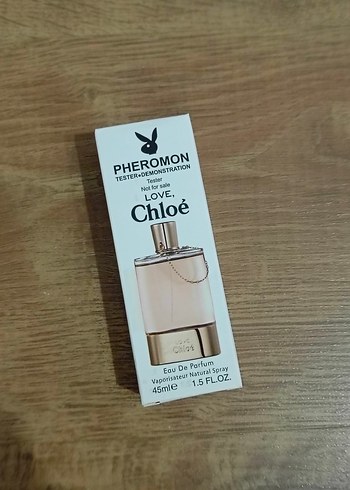 PHEROMON
TESTER+DEMONSTRATION
Tester
Not for sale
LOVE,
Chloé
Chloé
Eau De Parfum
Vaporisateur Natural Spray
45ml℮ 1.5 FL.OZ.